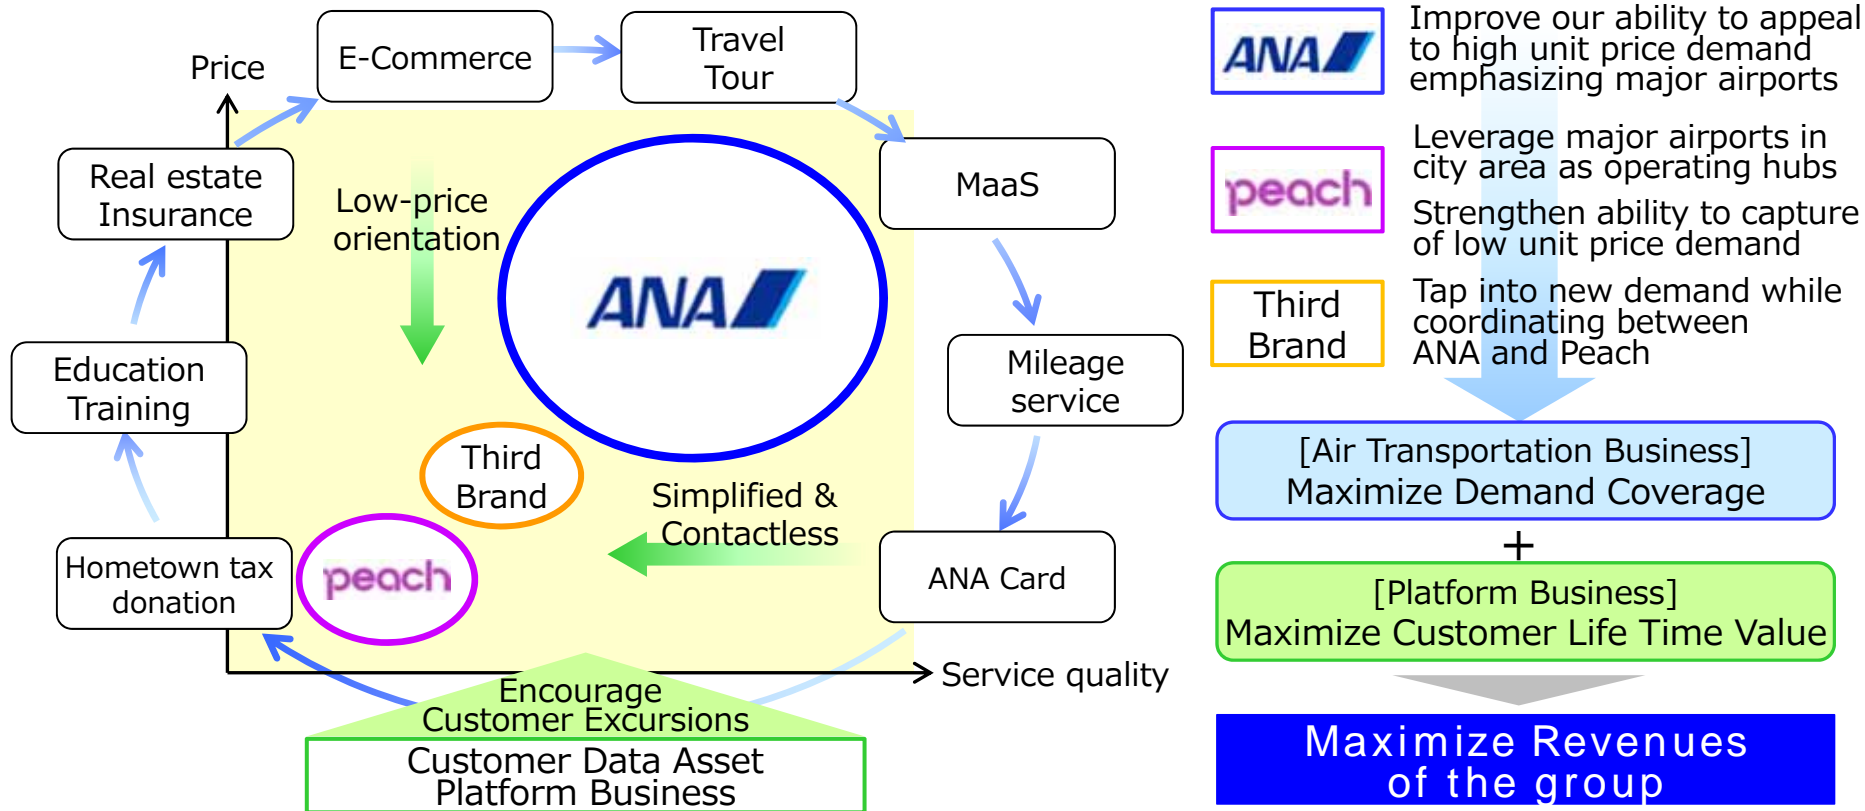 Price
E-Commerce
Travel
Tour
Real estate
Insurance
Low-price
orientation
MaaS
ANA
Education
Training
Mileage
service
Third
Brand
Simplified &
Contactless
Hometown tax
donation
peach
ANA Card
Service quality
Encourage
Customer Excursions
Customer Data Asset
Platform Business
ANA
Improve our ability to appeal
to high unit price demand
emphasizing major airports
peach
Leverage major airports in
city area as operating hubs
Strengthen ability to capture
of low unit price demand
Third
Brand
Tap into new demand while
coordinating between
ANA and Peach
[Air Transportation Business]
Maximize Demand Coverage
+
[Platform Business]
Maximize Customer Life Time Value
Maximize Revenues
of the group